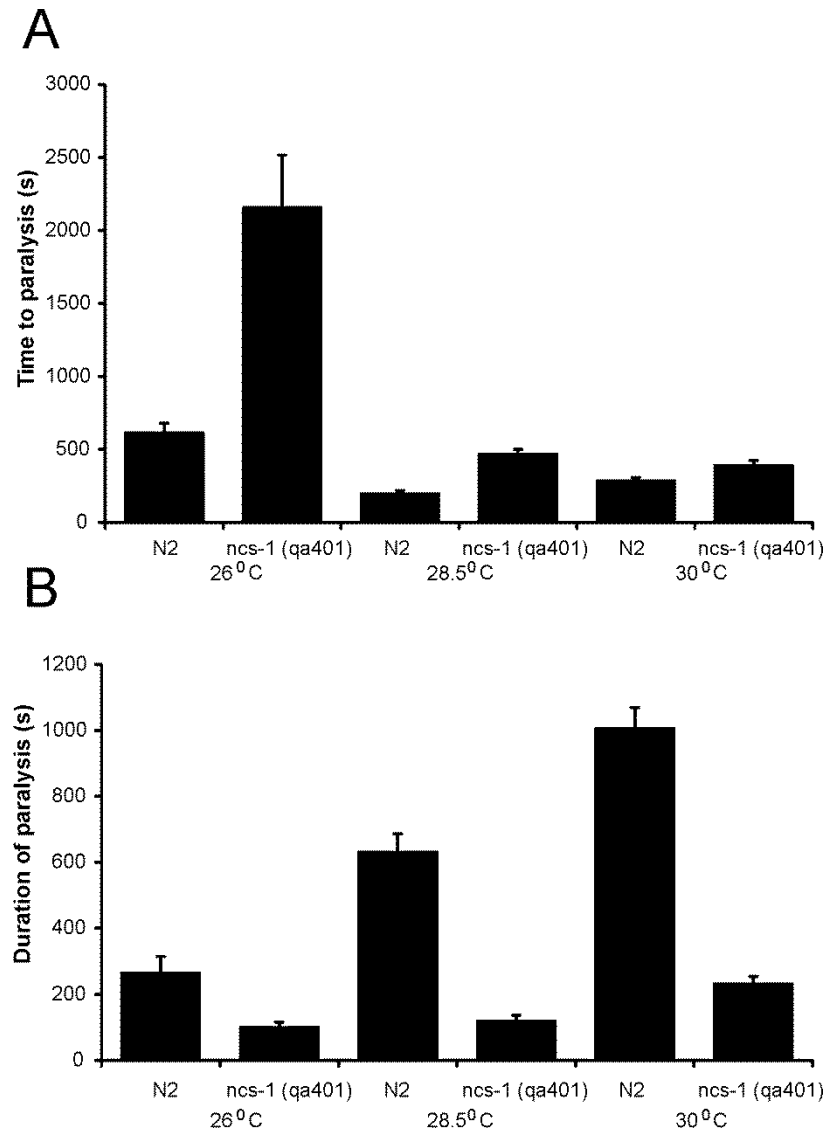 A
3000
2500
2000
1500
1000
500
0
Time to paralysis (s)
N2 ncs-1 (qa401) N2 ncs-1 (qa401) N2 ncs-1 (qa401)
26⁰C 28.5⁰C 30⁰C
B
1200
1000
800
600
400
200
0
Duration of paralysis (s)
N2 ncs-1 (qa401) N2 ncs-1 (qa401) N2 ncs-1 (qa401)
26⁰C 28.5⁰C 30⁰C